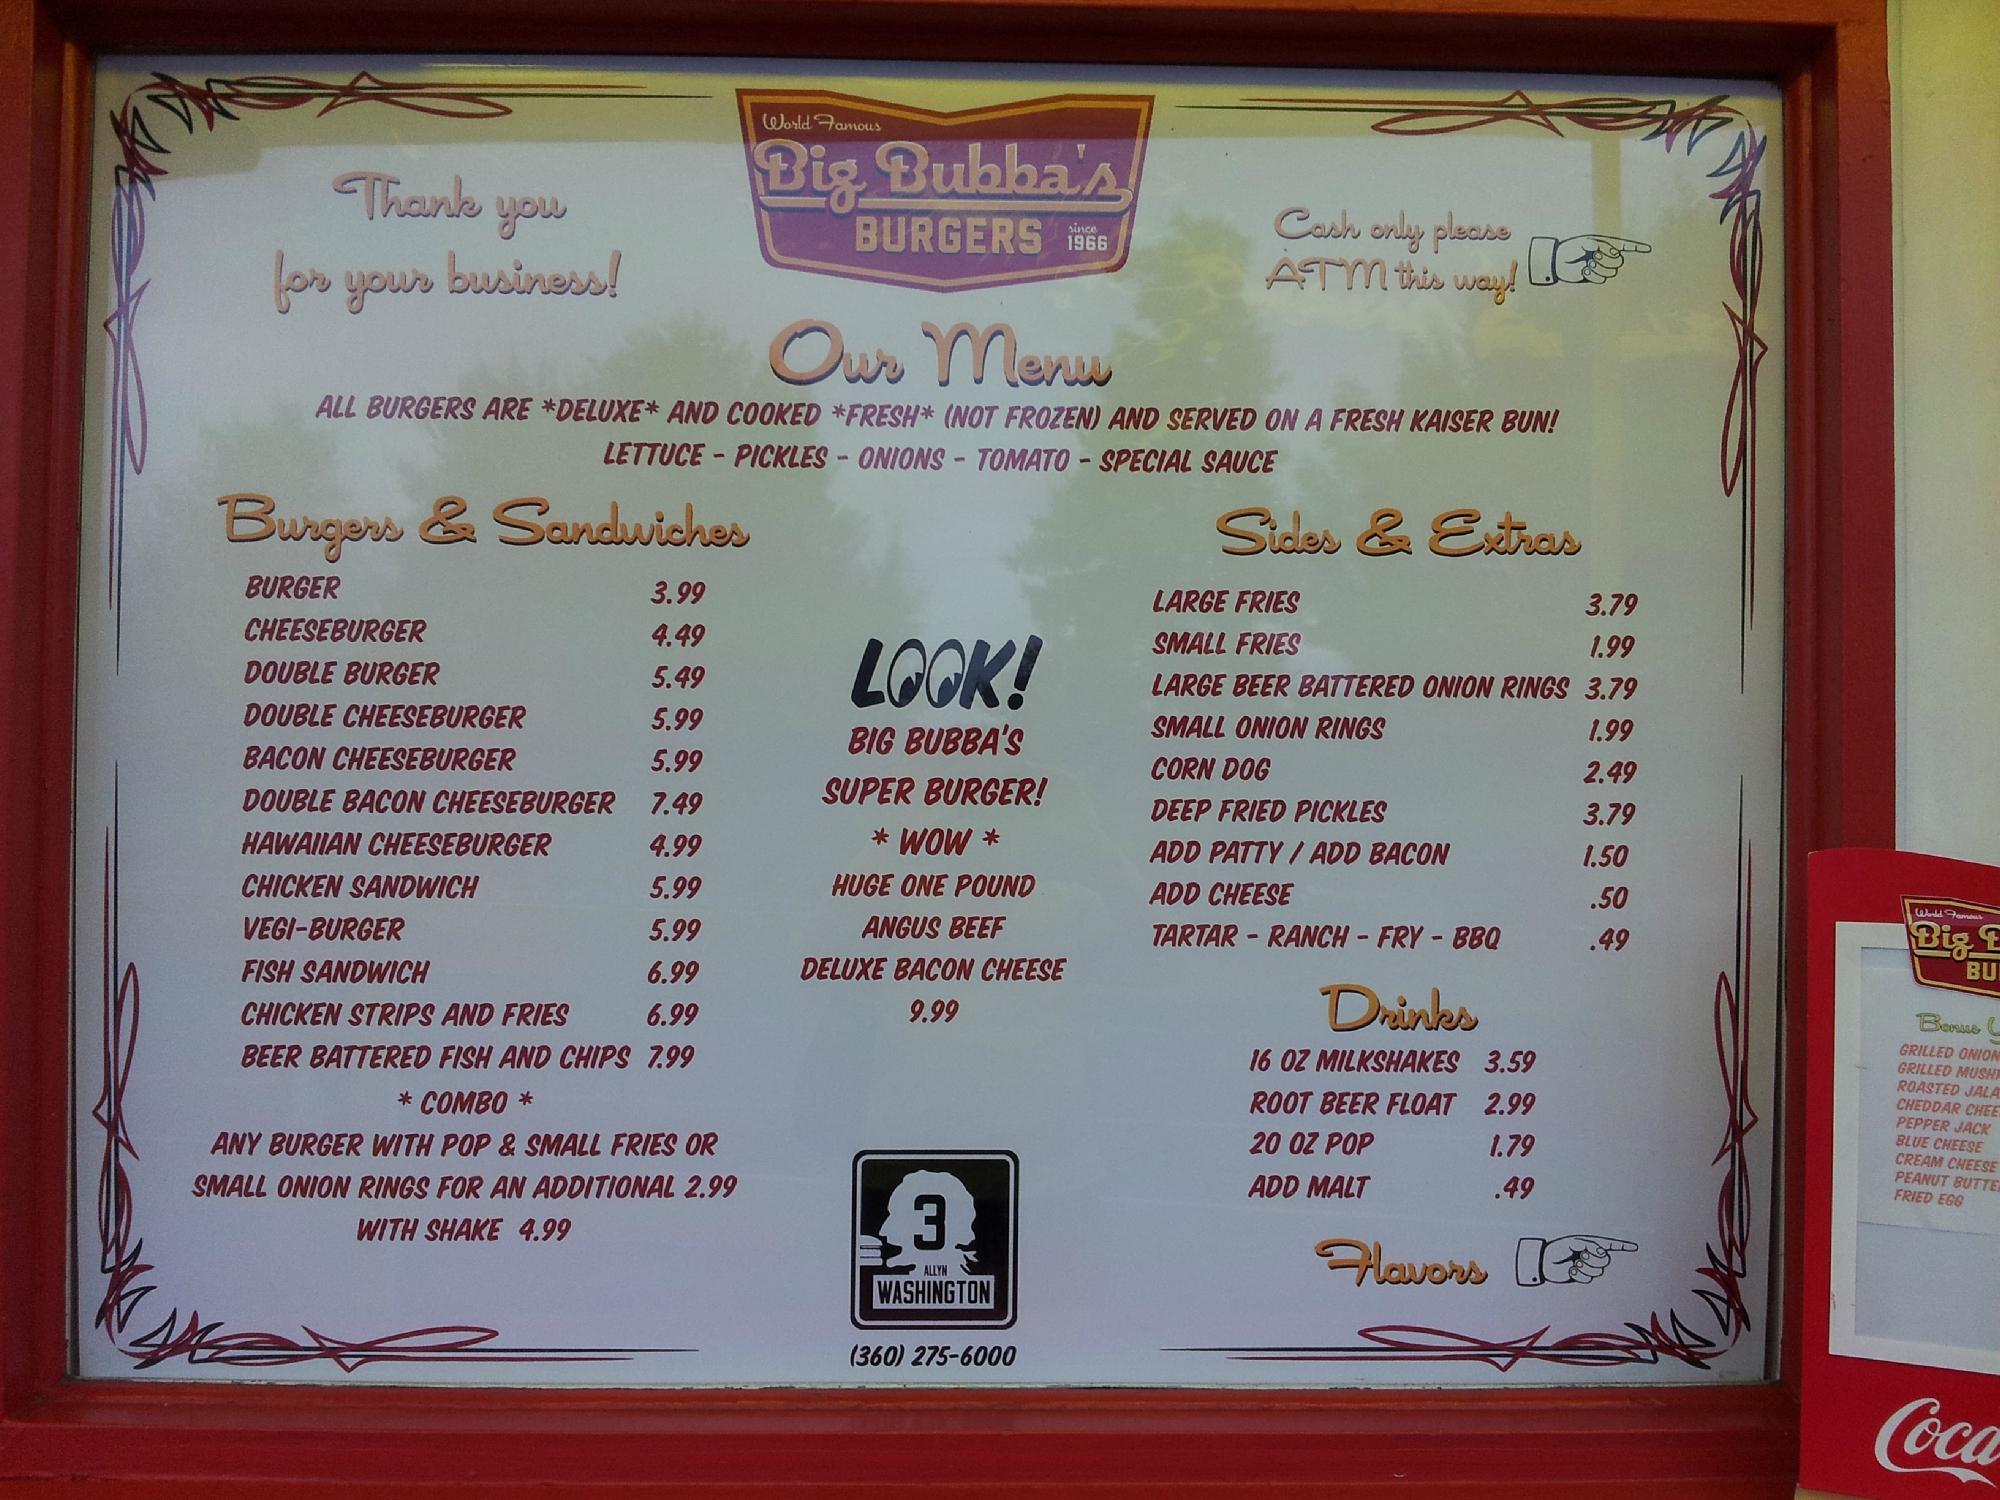 World Famous
Big Bubba's
BURGERS
since
1966
Thank you
for your business!
Cash only please
ATM this way!
Our Menu
ALL BURGERS ARE *DELUXE* AND COOKED *FRESH* (NOT FROZEN) AND SERVED ON A FRESH KAISER BUN!
LETTUCE - PICKLES - ONIONS - TOMATO - SPECIAL SAUCE
Burgers & Sandwiches
BURGER 3.99
CHEESEBURGER 4.49
DOUBLE BURGER 5.49
DOUBLE CHEESEBURGER 5.99
BACON CHEESEBURGER 5.99
DOUBLE BACON CHEESEBURGER 7.49
HAWAIIAN CHEESEBURGER 4.99
CHICKEN SANDWICH 5.99
VEGI-BURGER 5.99
FISH SANDWICH 6.99
CHICKEN STRIPS AND FRIES 6.99
BEER BATTERED FISH AND CHIPS 7.99
* COMBO *
ANY BURGER WITH POP & SMALL FRIES OR
SMALL ONION RINGS FOR AN ADDITIONAL 2.99
WITH SHAKE 4.99
LOOK!
BIG BUBBA'S
SUPER BURGER!
* WOW *
HUGE ONE POUND
ANGUS BEEF
DELUXE BACON CHEESE
9.99
3
ALLYN
WASHINGTON
(360) 275-6000
Sides & Extras
LARGE FRIES 3.79
SMALL FRIES 1.99
LARGE BEER BATTERED ONION RINGS 3.79
SMALL ONION RINGS 1.99
CORN DOG 2.49
DEEP FRIED PICKLES 3.79
ADD PATTY / ADD BACON 1.50
ADD CHEESE .50
TARTAR - RANCH - FRY - BBQ .49
Drinks
16 OZ MILKSHAKES 3.59
ROOT BEER FLOAT 2.99
20 OZ POP 1.79
ADD MALT .49
Flavors
World Famous
Big B
BU
Bonus
GRILLED ONION
GRILLED MUSH
ROASTED JALA
CHEDDAR CHEE
PEPPER JACK
BLUE CHEESE
CREAM CHEESE
PEANUT BUTTE
FRIED EGG
Coca